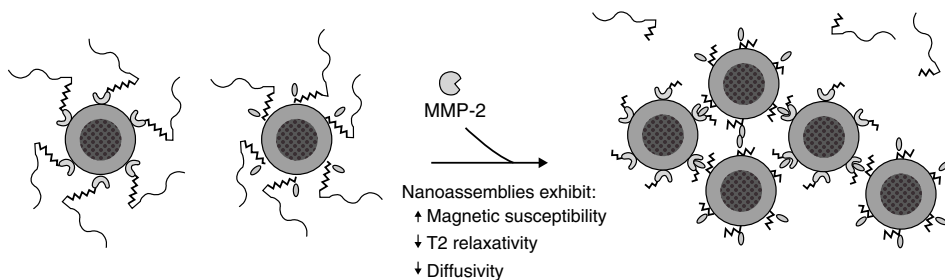 MMP-2
Nanoassemblies exhibit:
↑ Magnetic susceptibility
↓ T2 relaxativity
↓ Diffusivity